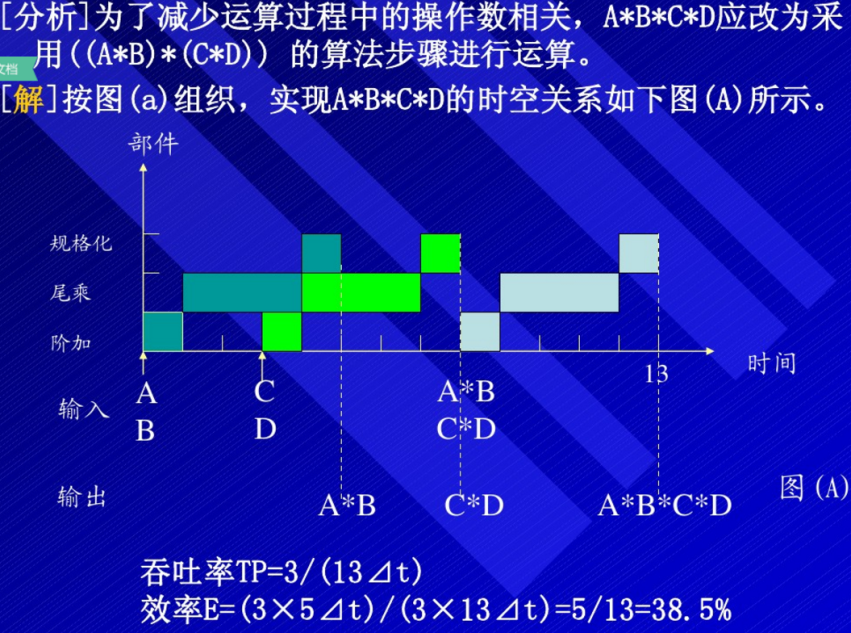 [分析]为了减少运算过程中的操作数相关，A*B*C*D应改为采
用((A*B)*(C*D)) 的算法步骤进行运算。
文档
[解]按图(a)组织，实现A*B*C*D的时空关系如下图(A)所示。
部件
规格化
尾乘
阶加
13
时间
输入
A
B
C
D
A*B
C*D
输出
A*B
C*D
A*B*C*D
图(A)
吞吐率TP=3/(13⊿t)
效率E=(3×5⊿t)/(3×13⊿t)=5/13=38.5%